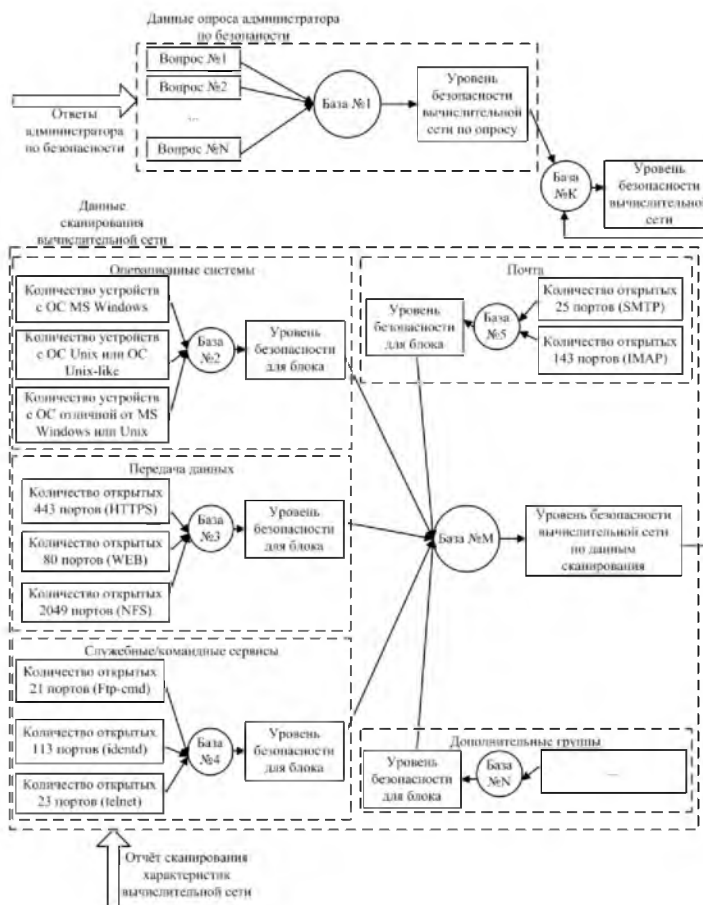 Данные опроса администратора
по безопаности
Вопрос №1
Вопрос №2
...
Вопрос №N
База №1
Уровень
безопасности
вычислительной
сети по опросу
Ответы
администратора
по безопасности
База
№K
Уровень
безопасности
вычислительной
сети
Данные
сканирования
вычислительной сети
Операционные системы
Количество устройств
с ОС MS Windows
Количество устройств
с ОС Unix или ОС
Unix-like
Количество устройств
с ОС отличной от MS
Windows или Unix
База
№2
Уровень
безопасности
для блока
Почта
Уровень
безопасности
для блока
База
№5
Количество открытых
25 портов (SMTP)
Количество открытых
143 портов (IMAP)
Передача данных
Количество открытых
443 портов (HTTPS)
Количество открытых
80 портов (WEB)
Количество открытых
2049 портов (NFS)
База
№3
Уровень
безопасности
для блока
База №M
Уровень безопасности
вычислительной сети
по данным
сканирования
Служебные/командные сервисы
Количество открытых
21 портов (Ftp-cmd)
Количество открытых
113 портов (identd)
Количество открытых
23 портов (telnet)
База
№4
Уровень
безопасности
для блока
Дополнительные группы
Уровень
безопасности
для блока
База
№N
...
Отчёт сканирования
характеристик
вычислительной сети